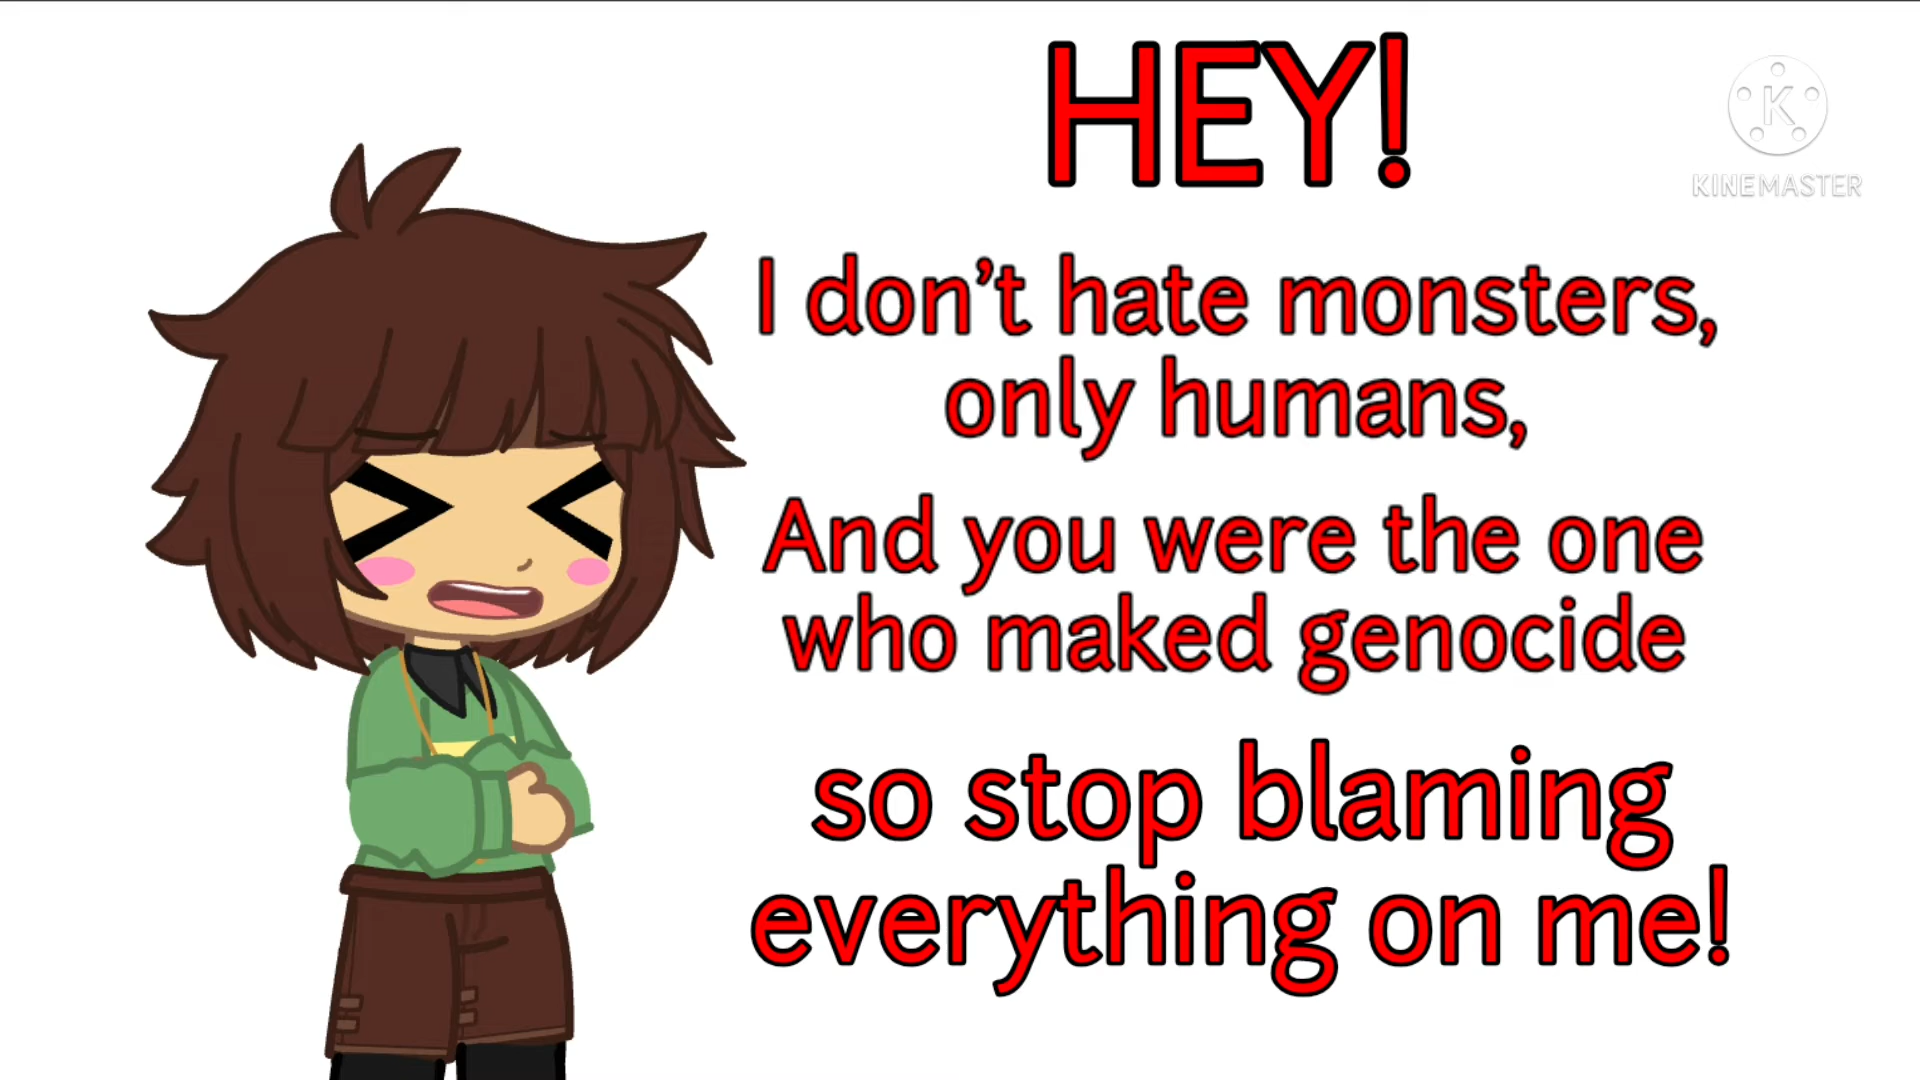 HEY!
K
KINEMASTER
I don’t hate monsters,
only humans,
And you were the one
who maked genocide
so stop blaming
everything on me!